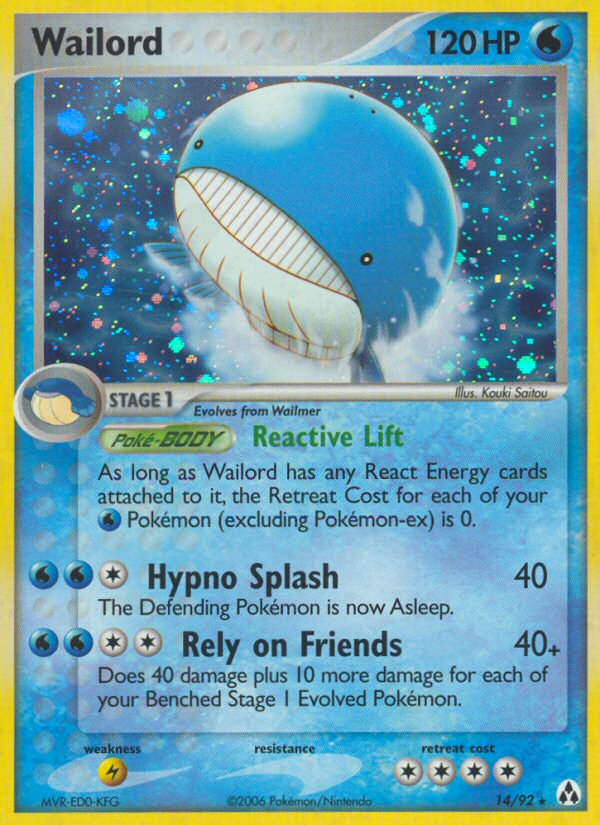 Wailord 120 HP
Illus. Kouki Saitou
STAGE 1
Evolves from Wailmer
Poké-BODY Reactive Lift
As long as Wailord has any React Energy cards
attached to it, the Retreat Cost for each of your
Pokémon (excluding Pokémon-ex) is 0.
Hypno Splash 40
The Defending Pokémon is now Asleep.
Rely on Friends 40+
Does 40 damage plus 10 more damage for each of
your Benched Stage 1 Evolved Pokémon.
weakness resistance retreat cost
MVR-ED0-KFG ©2006 Pokémon/Nintendo 14/92 ★